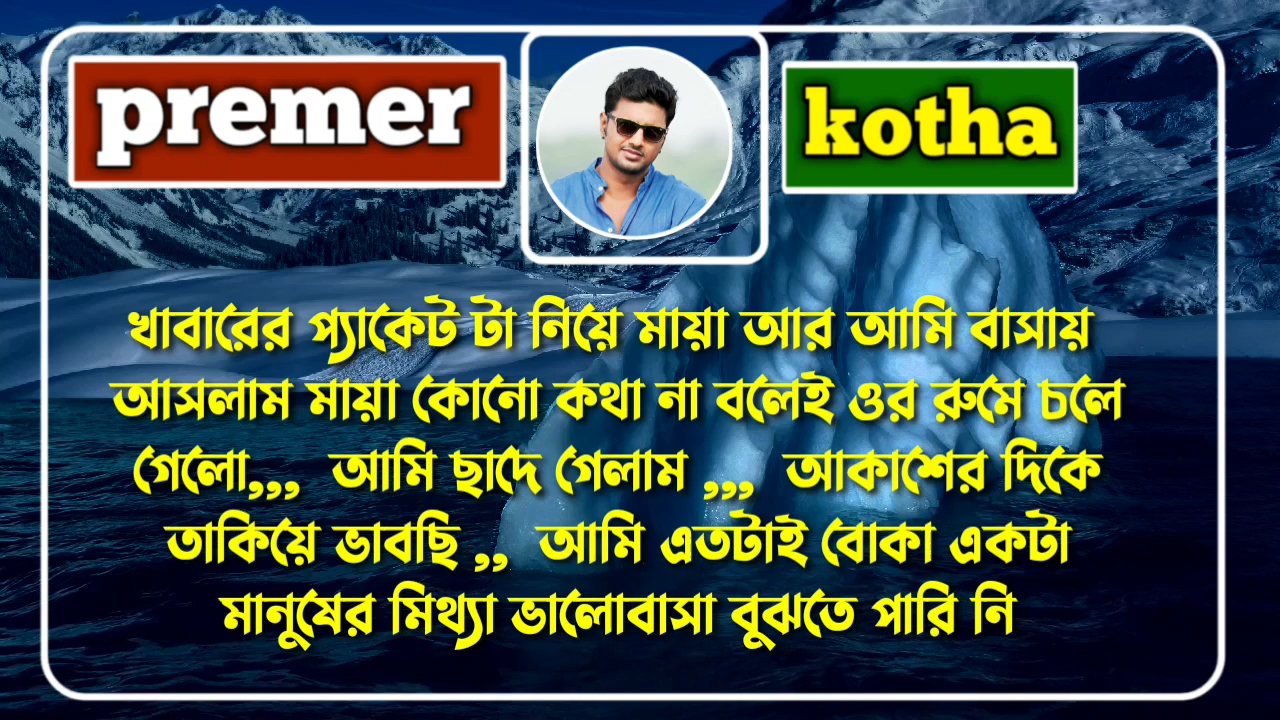 premer
kotha
খাবারের প্যাকেট টা নিয়ে মায়া আর আমি বাসায়
আসলাম মায়া কোনো কথা না বলেই ওর রুমে চলে
গেলো,,, আমি ছাদে গেলাম ,,, আকাশের দিকে
তাকিয়ে ভাবছি ,, আমি এতটাই বোকা একটা
মানুষের মিথ্যা ভালোবাসা বুঝতে পারি নি